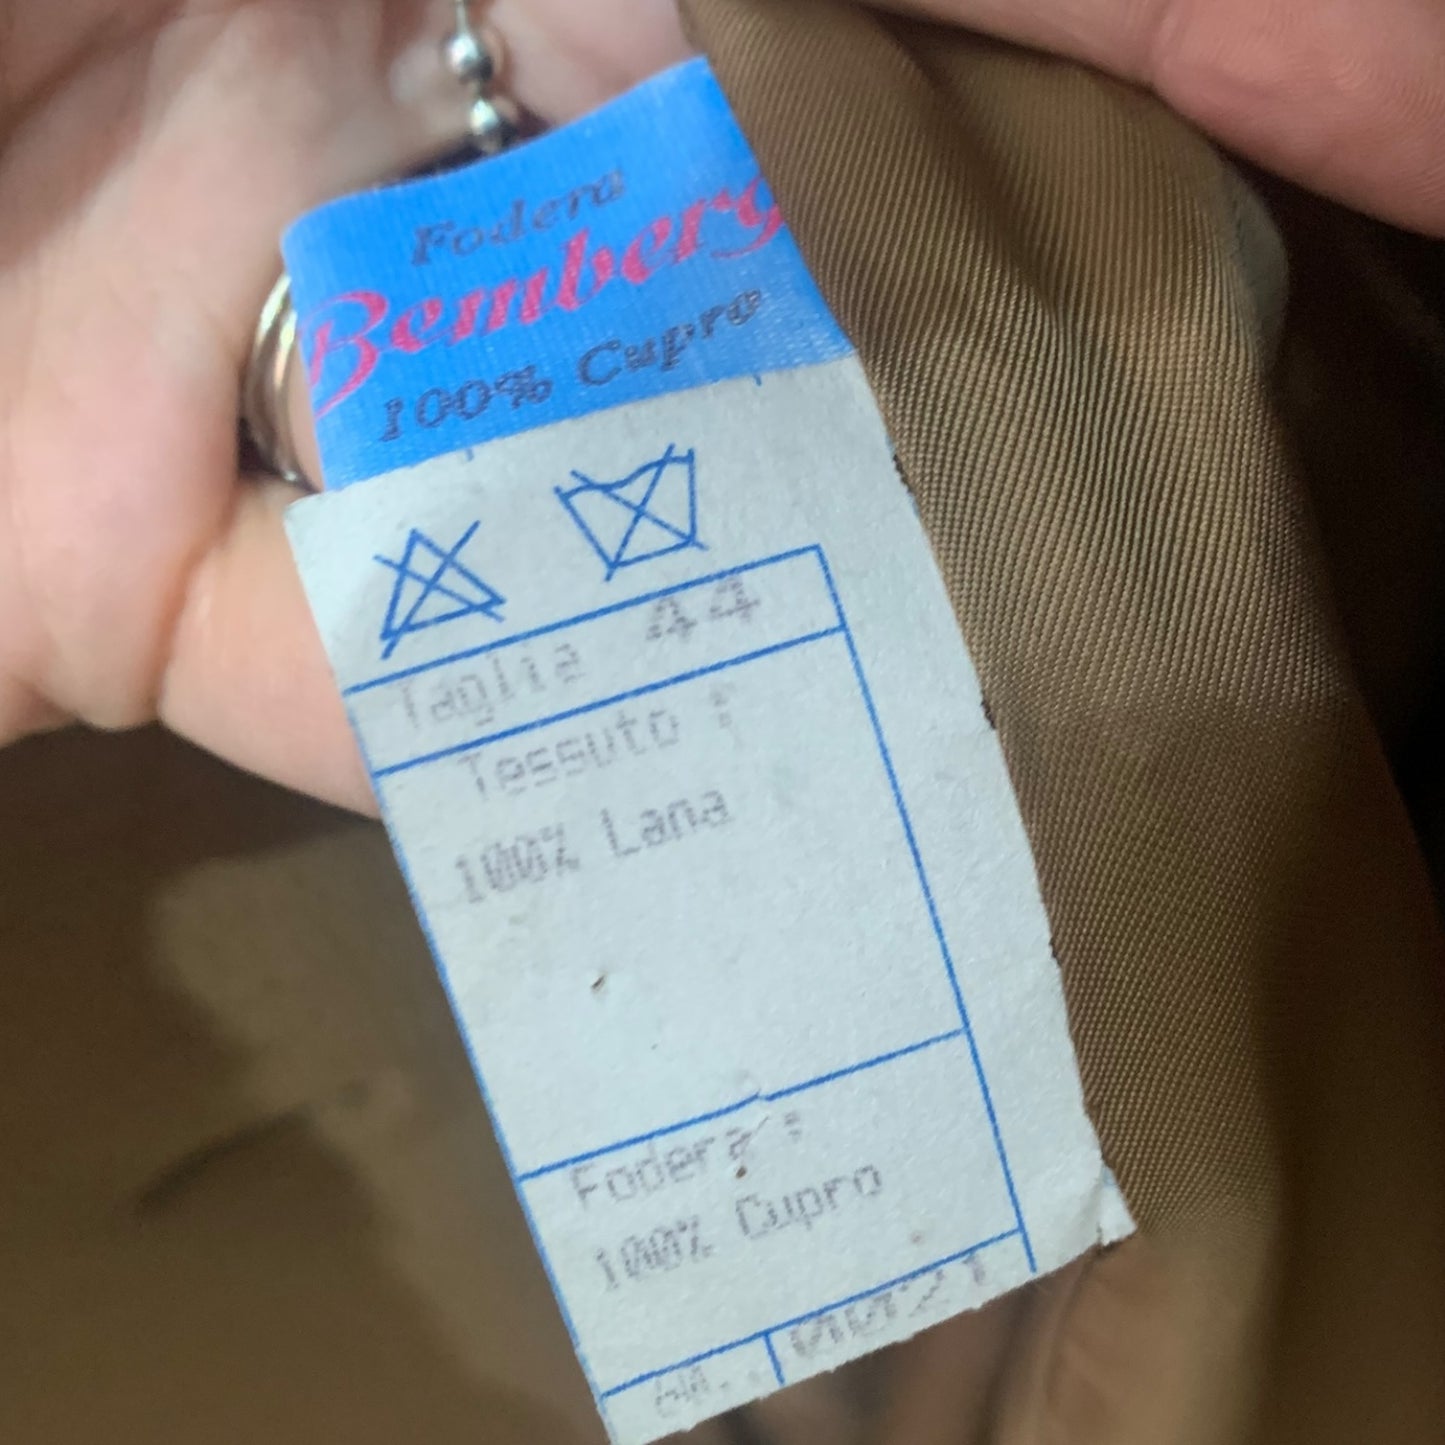 Fodera
Bemberg
100% Cupro
Taglia 44
Tessuto :
100% Lana
Fodera :
100% Cupro